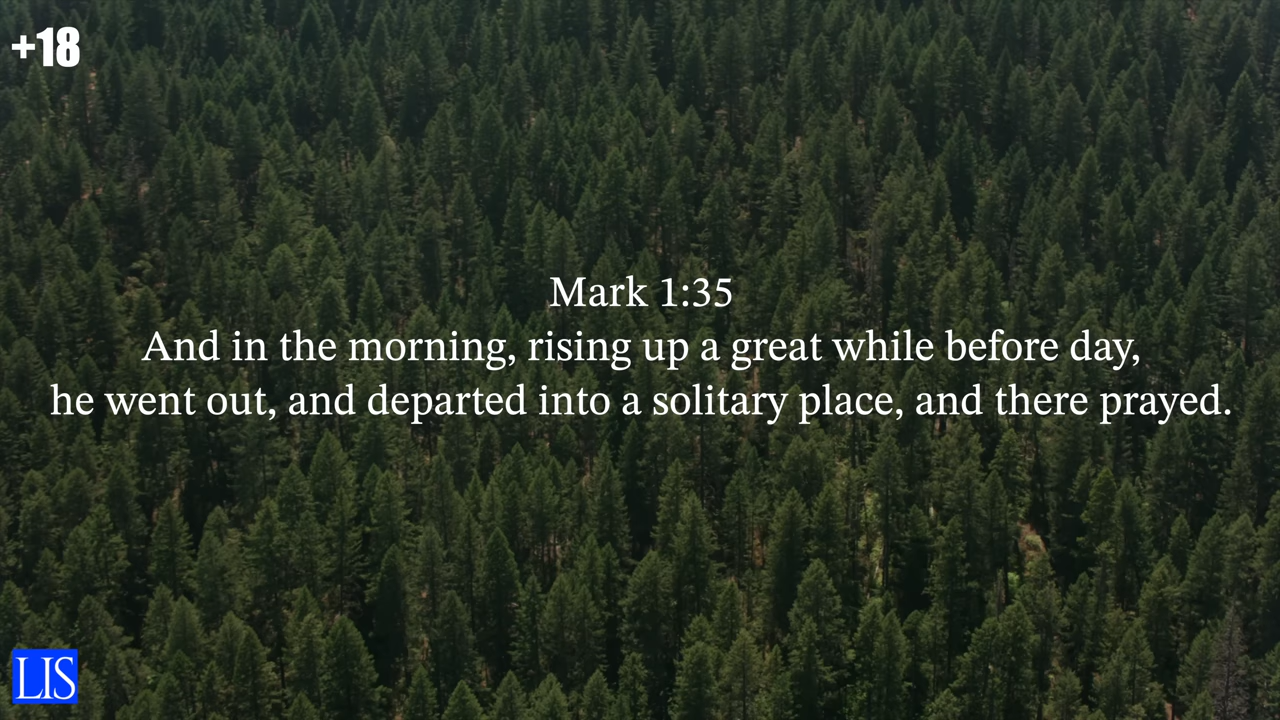 +18
Mark 1:35
And in the morning, rising up a great while before day,
he went out, and departed into a solitary place, and there prayed.
LIS